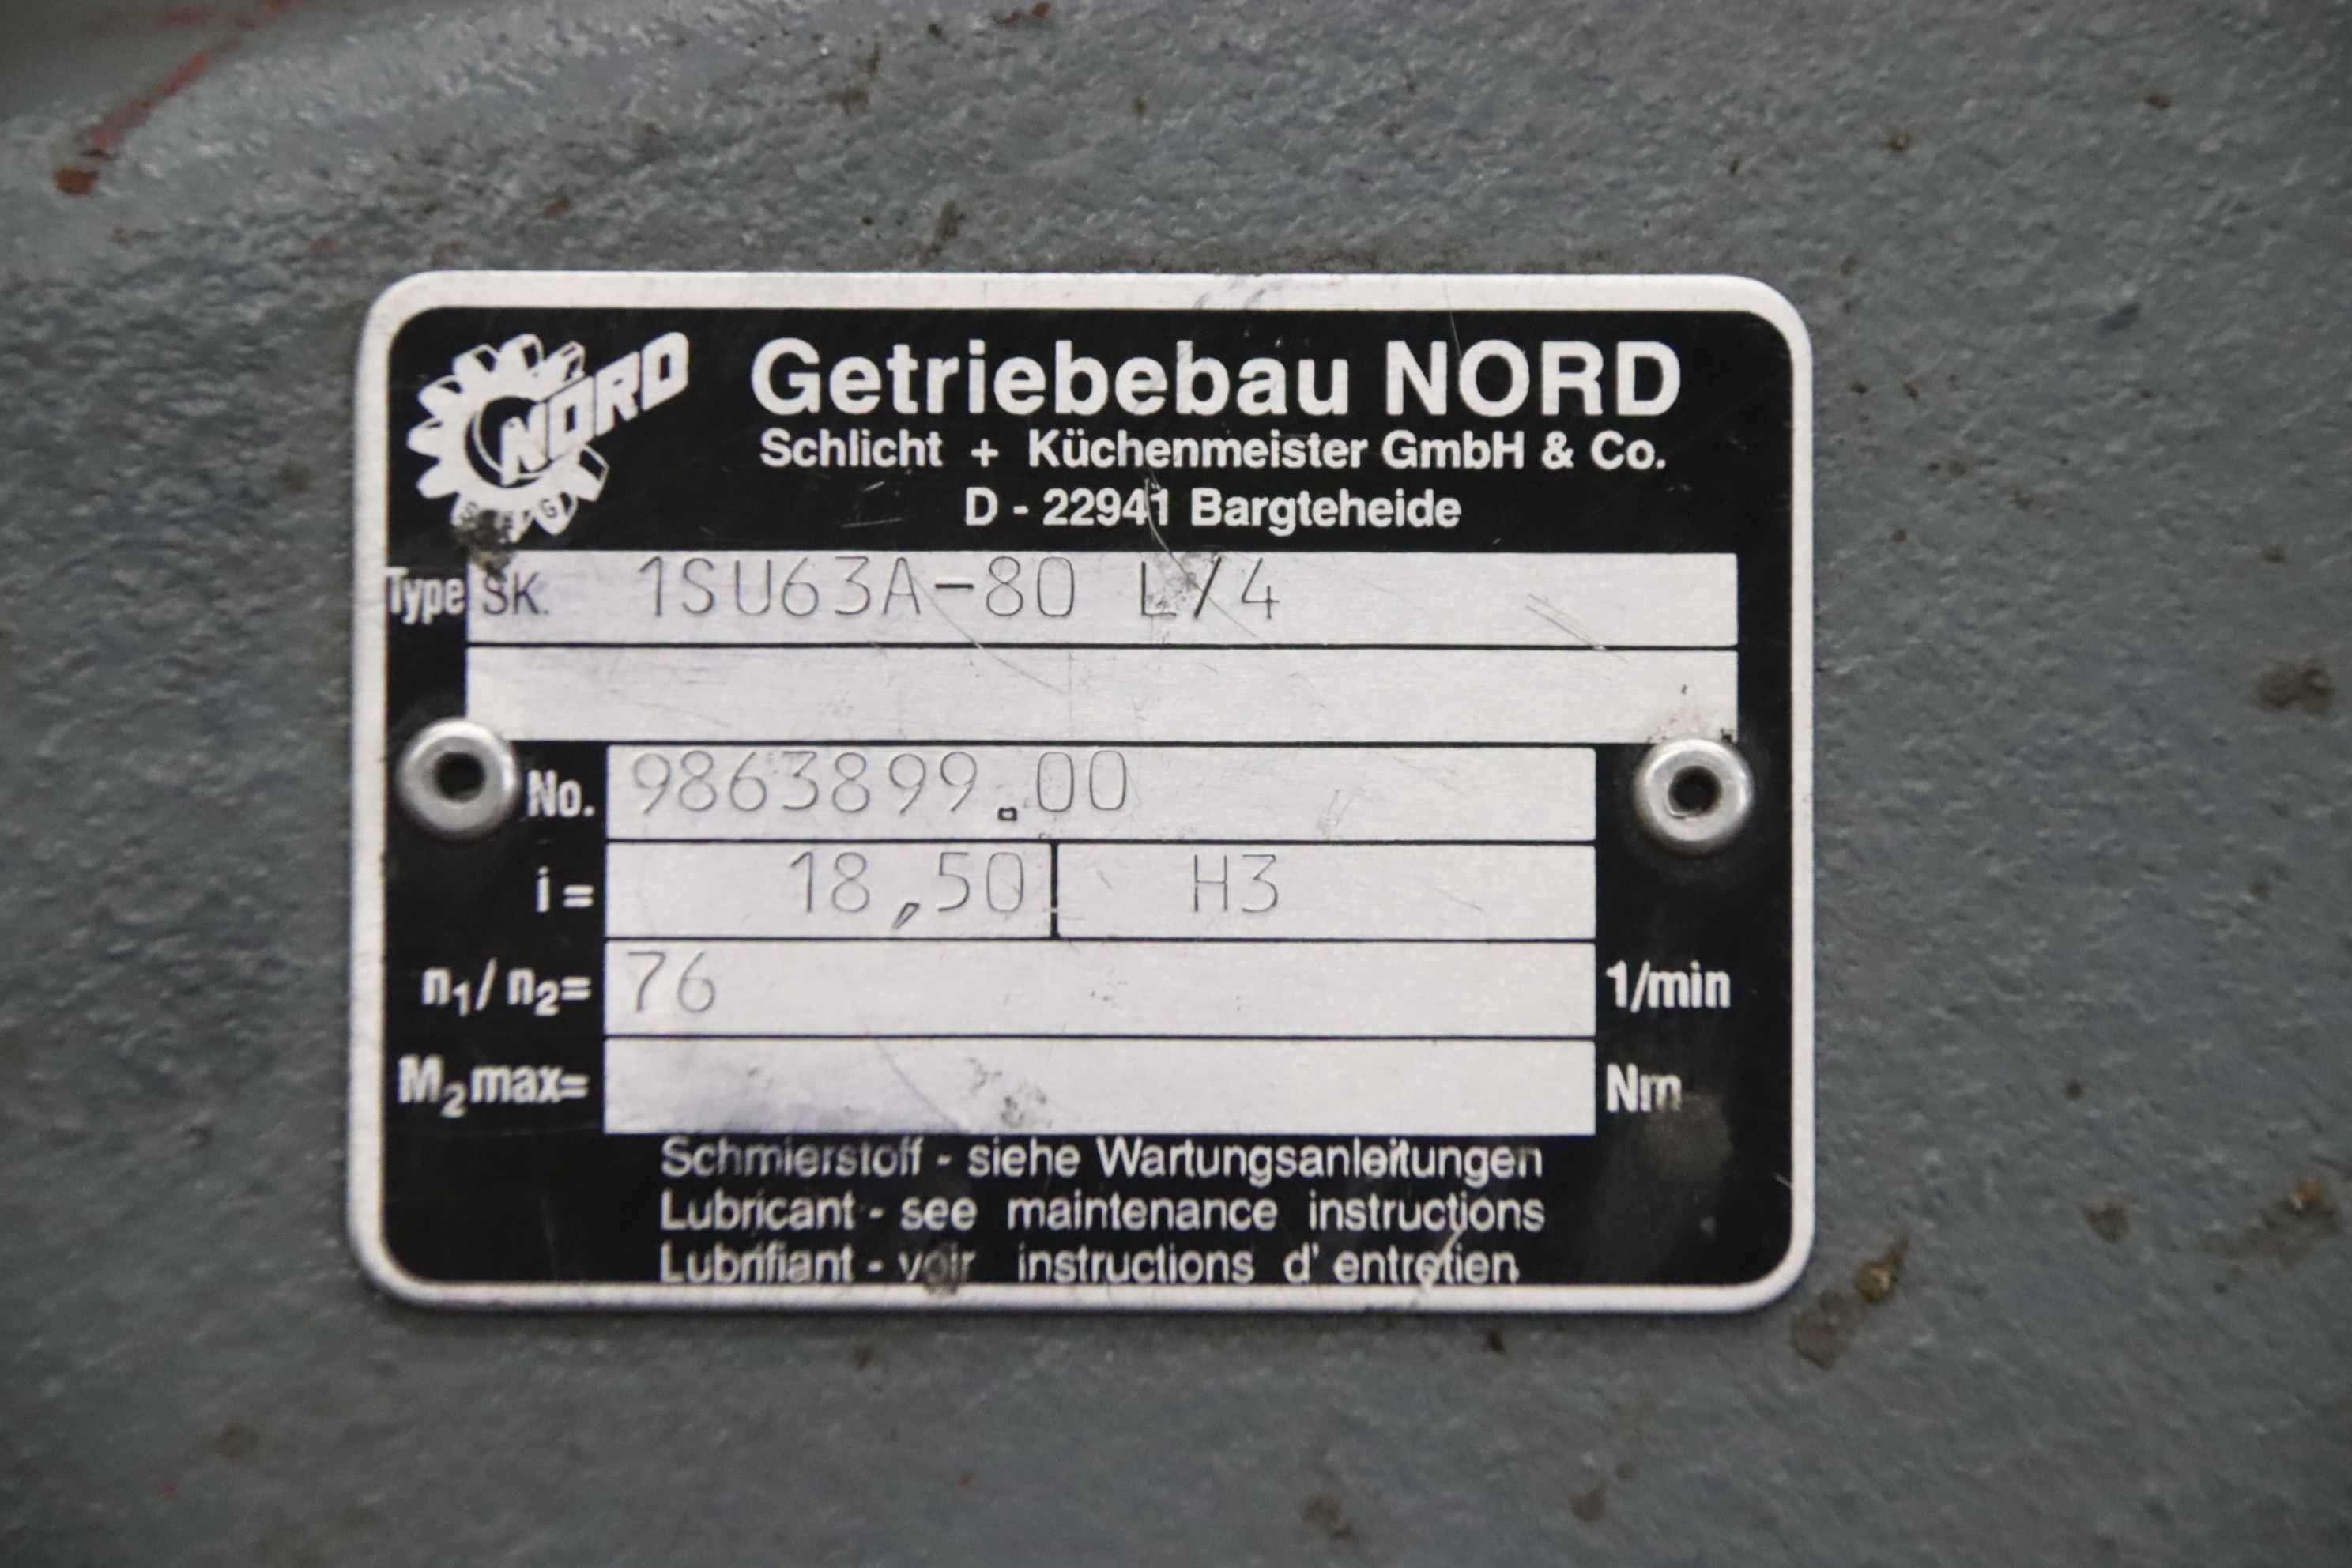 NORD
Getriebebau NORD
Schlicht + Küchenmeister GmbH & Co.
D - 22941 Bargteheide
Type SK. 1SU63A-80 L/4
No. 9863899.00
i = 18,50 H3
n₁/ n₂= 76 1/min
M₂max= Nm
Schmierstoff - siehe Wartungsanleitungen
Lubricant - see maintenance instructions
Lubrifiant - voir instructions d' entretien